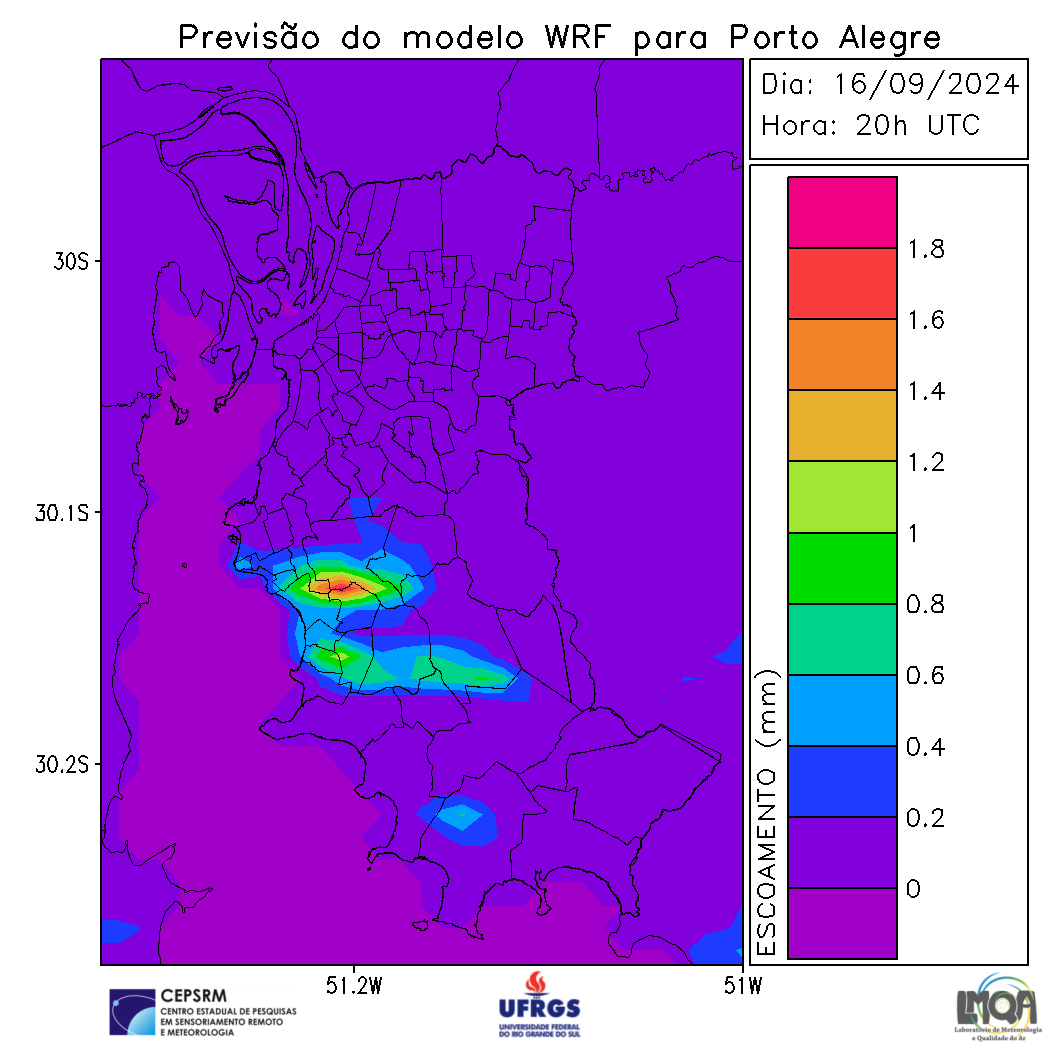 Previsão do modelo WRF para Porto Alegre
Dia: 16/09/2024
Hora: 20h UTC
30S
30.1S
30.2S
51.2W
51W
1.8
1.6
1.4
1.2
1
0.8
0.6
0.4
0.2
0
ESCOAMENTO (mm)
CEPSRM
CENTRO ESTADUAL DE PESQUISAS
EM SENSORIAMENTO REMOTO
E METEOROLOGIA
UFRGS
UNIVERSIDADE FEDERAL
DO RIO GRANDE DO SUL
LMQA
Laboratório de Meteorologia
e Qualidade do Ar